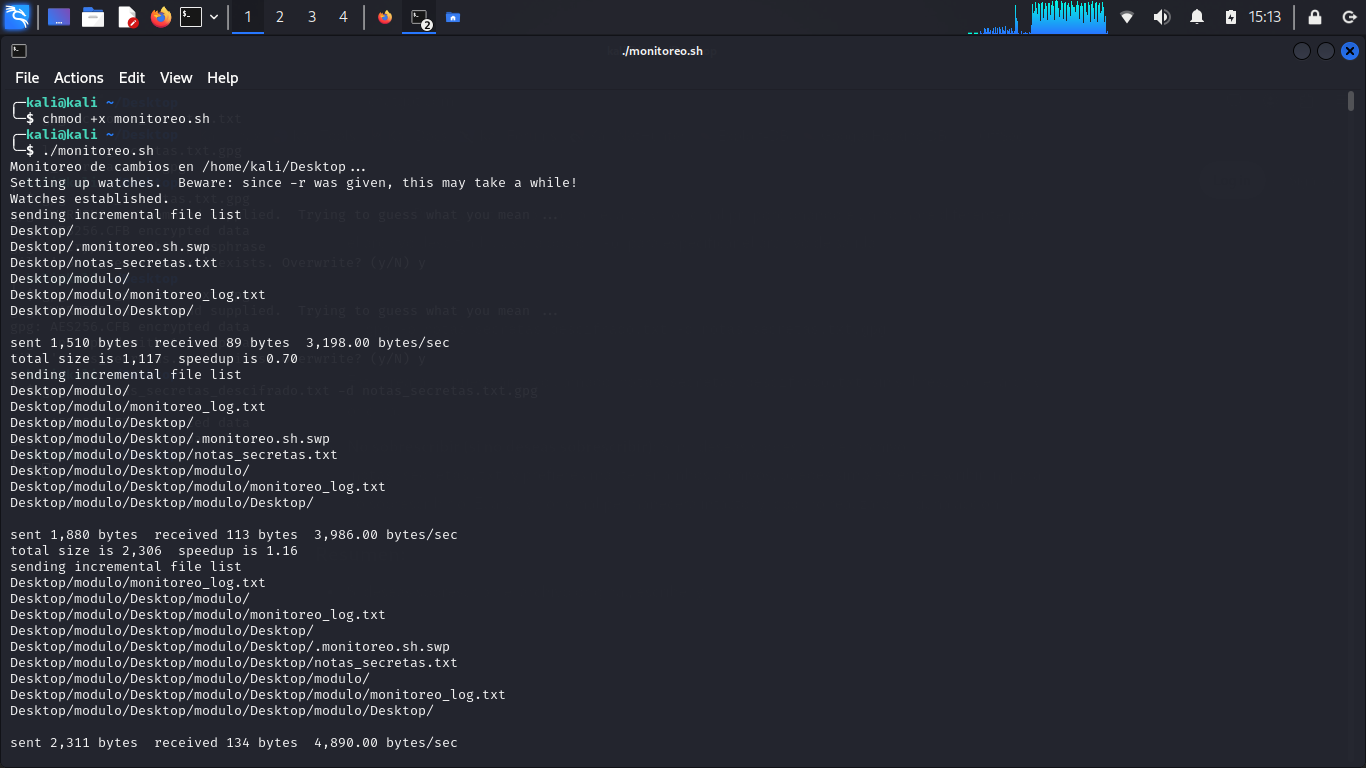 1 2 3 4 2 15:13
./monitoreo.sh
File Actions Edit View Help
kali@kali ~
$ chmod +x monitoreo.sh
kali@kali ~
$ ./monitoreo.sh
Monitoreo de cambios en /home/kali/Desktop...
Setting up watches.  Beware: since -r was given, this may take a while!
Watches established.
sending incremental file list
Desktop/
Desktop/.monitoreo.sh.swp
Desktop/notas_secretas.txt
Desktop/modulo/
Desktop/modulo/monitoreo_log.txt
Desktop/modulo/Desktop/
sent 1,510 bytes  received 89 bytes  3,198.00 bytes/sec
total size is 1,117  speedup is 0.70
sending incremental file list
Desktop/modulo/
Desktop/modulo/monitoreo_log.txt
Desktop/modulo/Desktop/
Desktop/modulo/Desktop/.monitoreo.sh.swp
Desktop/modulo/Desktop/notas_secretas.txt
Desktop/modulo/Desktop/modulo/
Desktop/modulo/Desktop/modulo/monitoreo_log.txt
Desktop/modulo/Desktop/modulo/Desktop/
sent 1,880 bytes  received 113 bytes  3,986.00 bytes/sec
total size is 2,306  speedup is 1.16
sending incremental file list
Desktop/modulo/monitoreo_log.txt
Desktop/modulo/Desktop/modulo/
Desktop/modulo/Desktop/modulo/monitoreo_log.txt
Desktop/modulo/Desktop/modulo/Desktop/
Desktop/modulo/Desktop/modulo/Desktop/.monitoreo.sh.swp
Desktop/modulo/Desktop/modulo/Desktop/notas_secretas.txt
Desktop/modulo/Desktop/modulo/Desktop/modulo/
Desktop/modulo/Desktop/modulo/Desktop/modulo/monitoreo_log.txt
Desktop/modulo/Desktop/modulo/Desktop/modulo/Desktop/
sent 2,311 bytes  received 134 bytes  4,890.00 bytes/sec